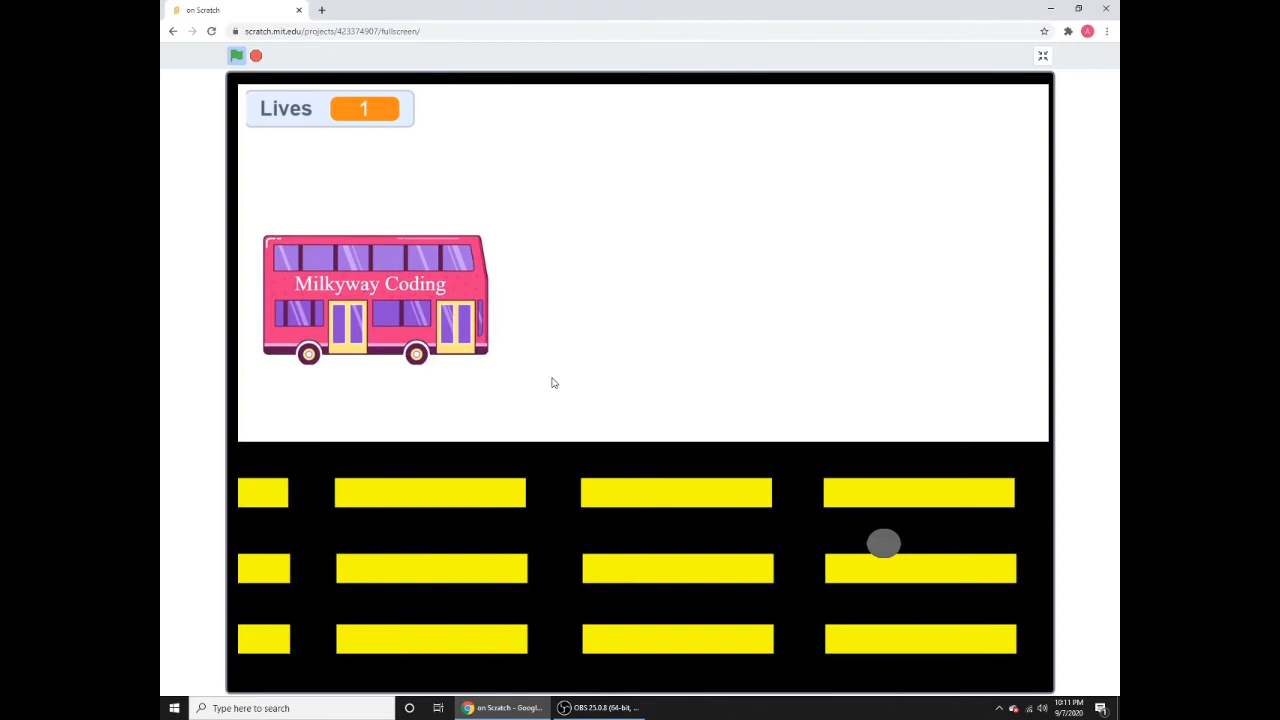 on Scratch
scratch.mit.edu/projects/423374907/fullscreen/
A
Lives 1
Milkyway Coding
Type here to search
on Scratch - Googl...
OBS 25.0.8 (64-bit, ...
10:11 PM
9/7/2020
1